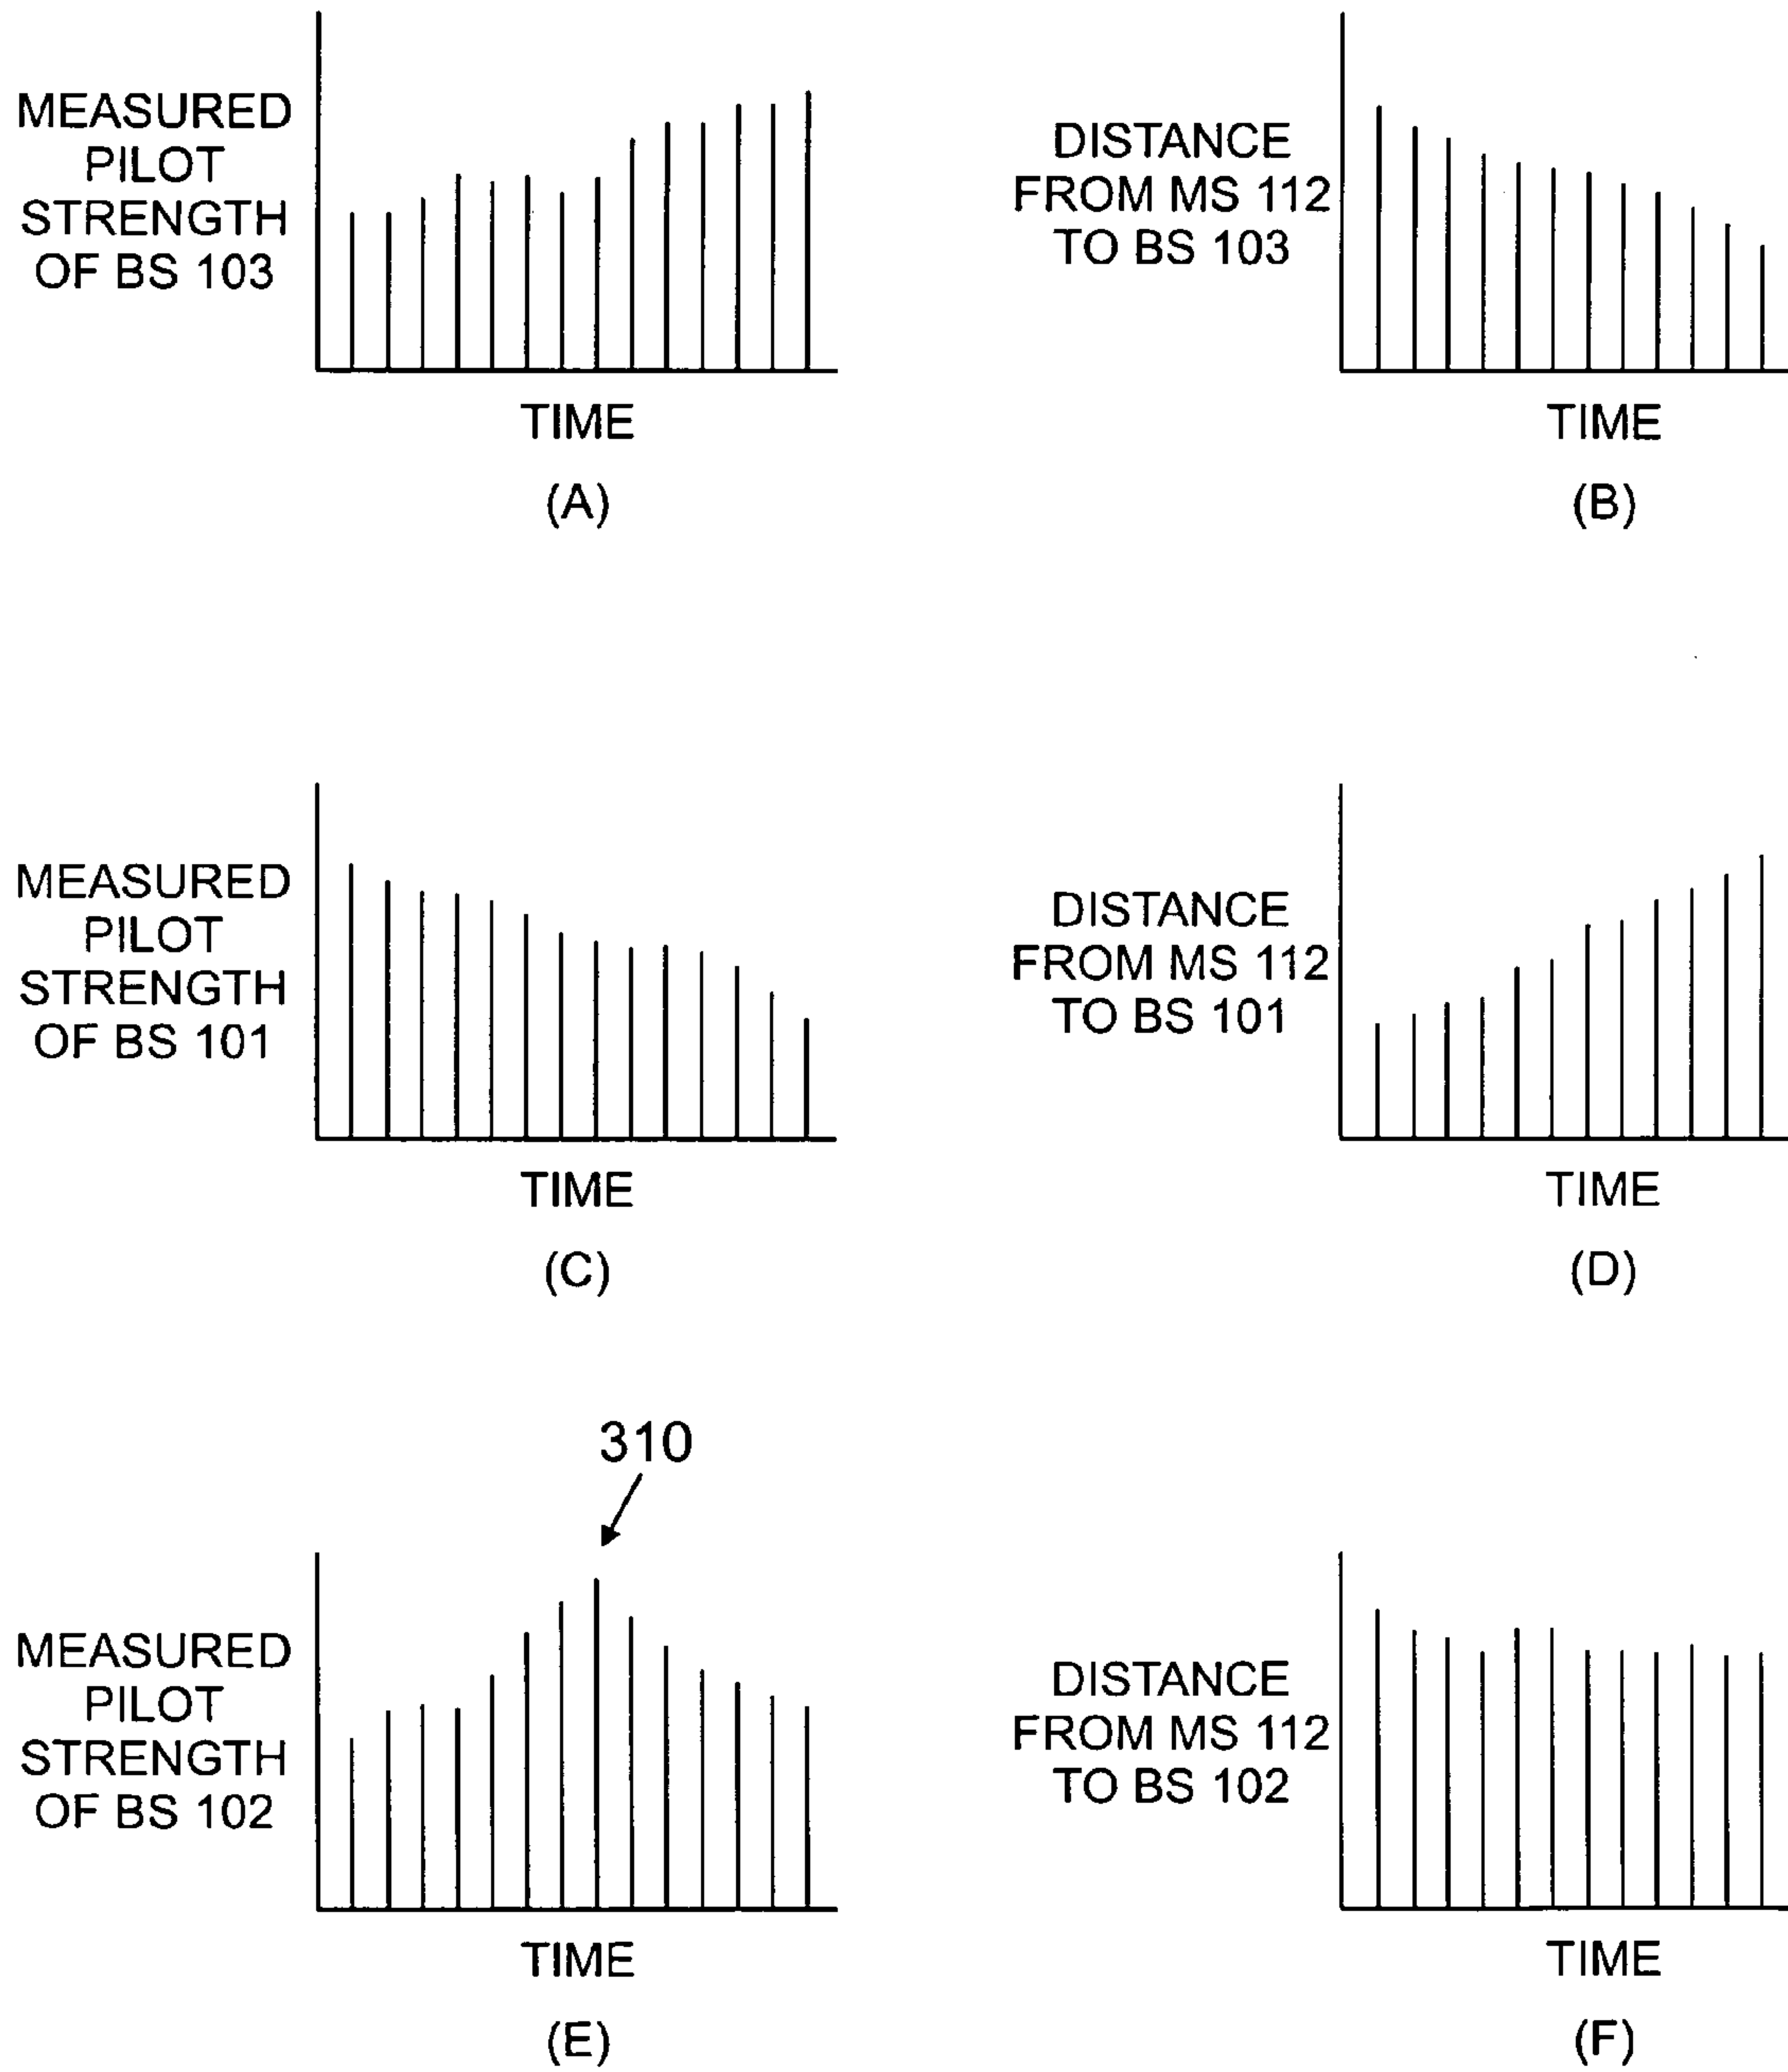 MEASURED
PILOT
STRENGTH
OF BS 103
TIME
(A)
DISTANCE
FROM MS 112
TO BS 103
TIME
(B)
MEASURED
PILOT
STRENGTH
OF BS 101
TIME
(C)
DISTANCE
FROM MS 112
TO BS 101
TIME
(D)
310
MEASURED
PILOT
STRENGTH
OF BS 102
TIME
(E)
DISTANCE
FROM MS 112
TO BS 102
TIME
(F)